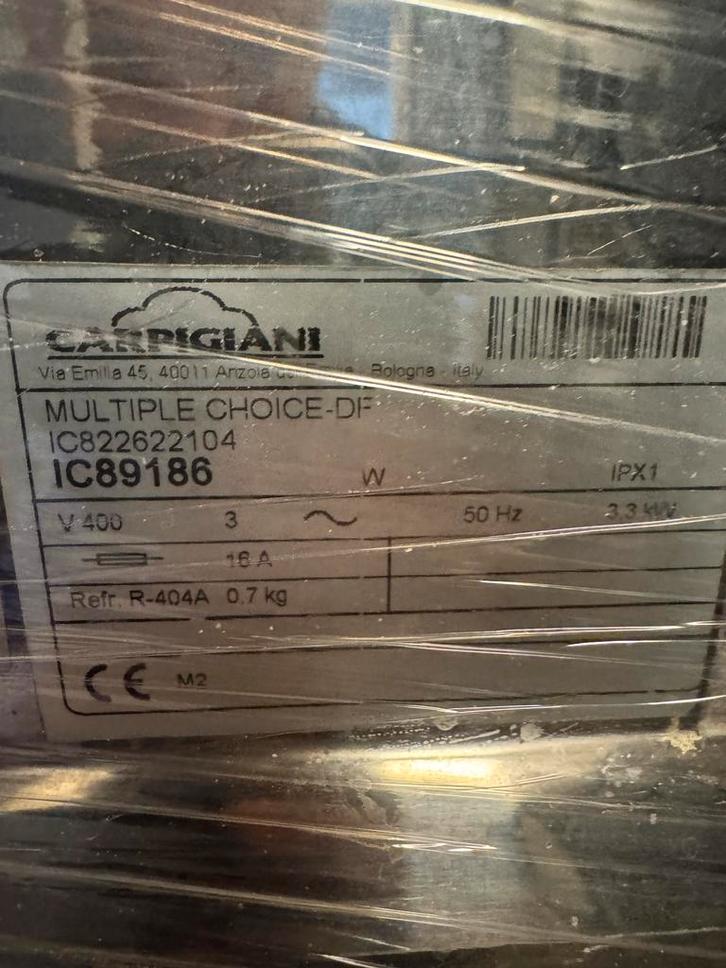 CARPIGIANI
Via Emilia 45, 40011 Anzola Emilia - Bologna - Italy
MULTIPLE CHOICE-DF
IC822622104
IC89186 W IPX1
V 400 3 ~ 50 Hz 3,3 kW
16 A
Refr. R-404A 0.7 kg
CE M2